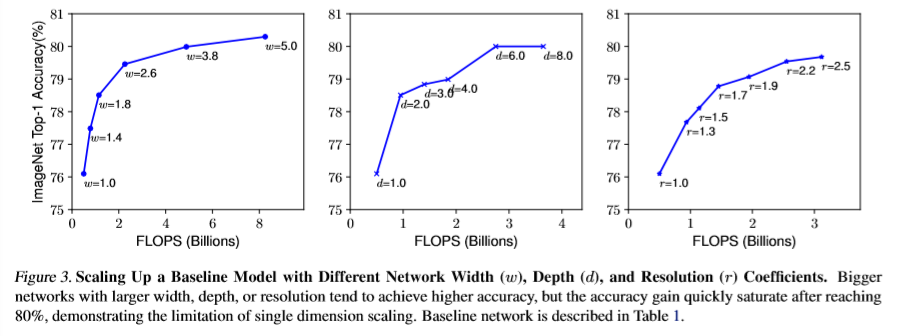 ImageNet Top-1 Accuracy(%)
81
80
79
78
77
76
75
0 2 4 6 8
FLOPS (Billions)
w=1.0
w=1.4
w=1.8
w=2.6
w=3.8
w=5.0
81
80
79
78
77
76
75
0 1 2 3 4
FLOPS (Billions)
d=1.0
d=2.0
d=3.0
d=4.0
d=6.0
d=8.0
81
80
79
78
77
76
75
0 1 2 3
FLOPS (Billions)
r=1.0
r=1.3
r=1.5
r=1.7
r=1.9
r=2.2
r=2.5
Figure 3. Scaling Up a Baseline Model with Different Network Width (w), Depth (d), and Resolution (r) Coefficients. Bigger
networks with larger width, depth, or resolution tend to achieve higher accuracy, but the accuracy gain quickly saturate after reaching
80%, demonstrating the limitation of single dimension scaling. Baseline network is described in Table 1.